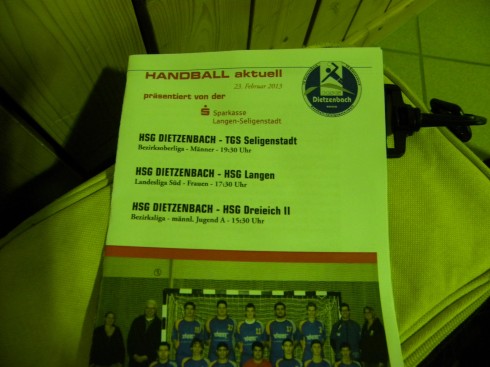 HANDBALL aktuell
23. Februar 2013
präsentiert von der
Sparkasse
Langen-Seligenstadt
Dietzenbach
HSG DIETZENBACH - TGS Seligenstadt
Bezirksoberliga - Männer - 19:30 Uhr
HSG DIETZENBACH - HSG Langen
Landesliga Süd - Frauen - 17:30 Uhr
HSG DIETZENBACH - HSG Dreieich II
Bezirksliga - männl. Jugend A - 15:30 Uhr